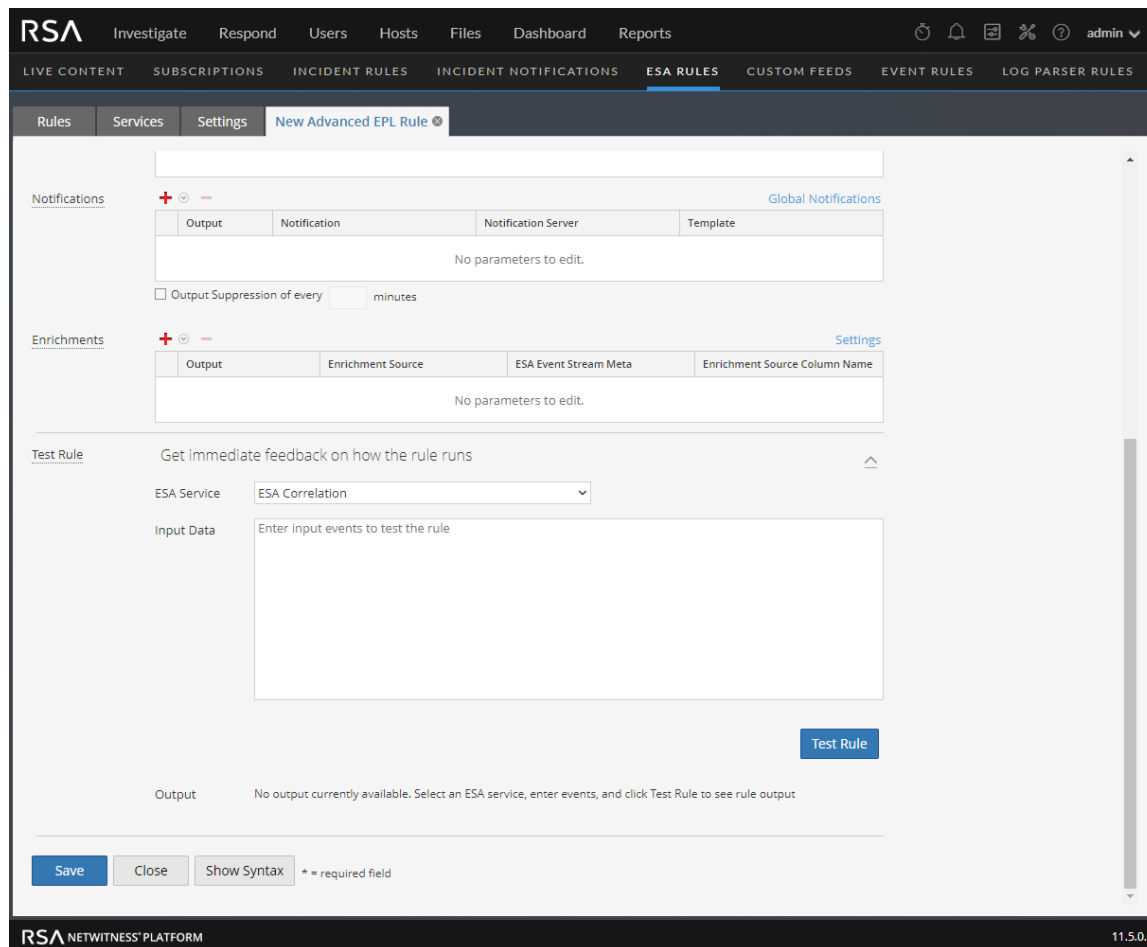 RSA Investigate Respond Users Hosts Files Dashboard Reports admin
LIVE CONTENT SUBSCRIPTIONS INCIDENT RULES INCIDENT NOTIFICATIONS ESA RULES CUSTOM FEEDS EVENT RULES LOG PARSER RULES
Rules Services Settings New Advanced EPL Rule
Notifications Global Notifications
Output Notification Notification Server Template
No parameters to edit.
Output Suppression of every minutes
Enrichments Settings
Output Enrichment Source ESA Event Stream Meta Enrichment Source Column Name
No parameters to edit.
Test Rule Get immediate feedback on how the rule runs
ESA Service ESA Correlation
Input Data Enter input events to test the rule
Test Rule
Output No output currently available. Select an ESA service, enter events, and click Test Rule to see rule output
Save Close Show Syntax * = required field
RSA NETWITNESS® PLATFORM 11.5.0.